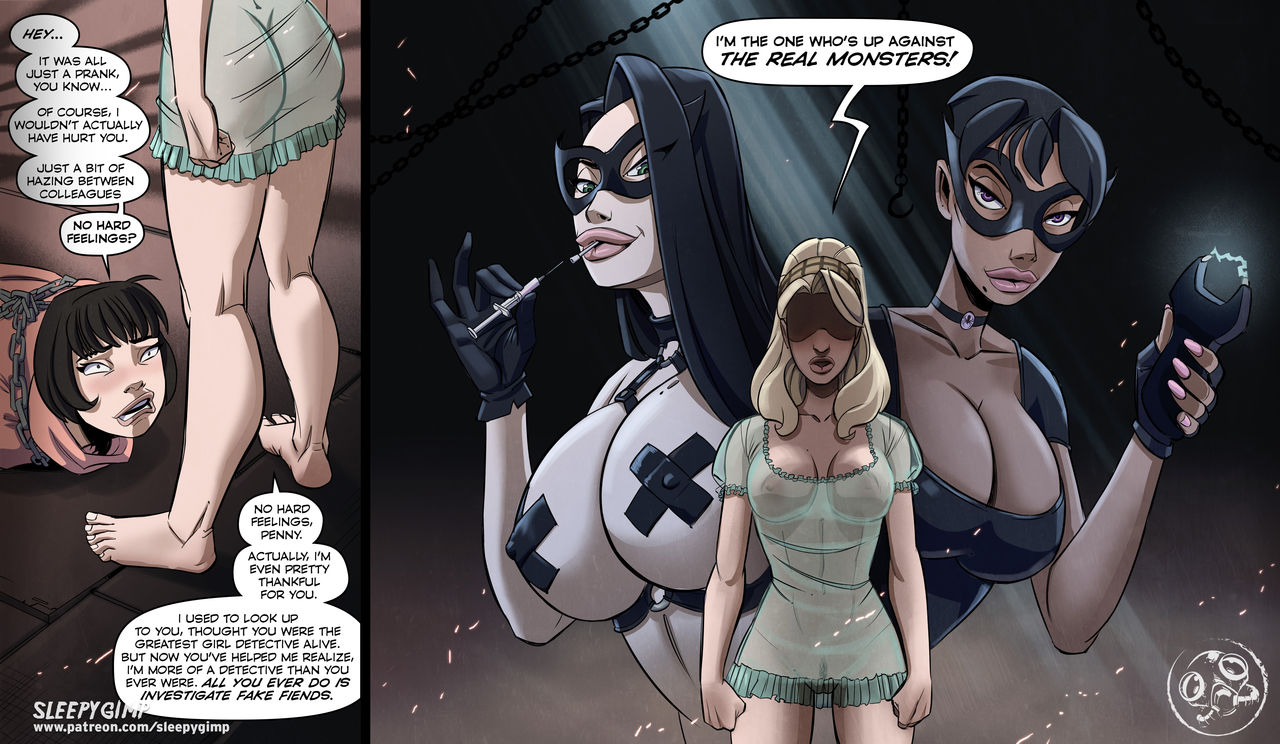 HEY...
IT WAS ALL
JUST A PRANK,
YOU KNOW...
OF COURSE, I
WOULDN'T ACTUALLY
HAVE HURT YOU.
JUST A BIT OF
HAZING BETWEEN
COLLEAGUES
NO HARD
FEELINGS?
NO HARD
FEELINGS,
PENNY.
ACTUALLY, I'M
EVEN PRETTY
THANKFUL
FOR YOU.
I USED TO LOOK UP
TO YOU, THOUGHT YOU WERE THE
GREATEST GIRL DETECTIVE ALIVE.
BUT NOW YOU'VE HELPED ME REALIZE,
I'M MORE OF A DETECTIVE THAN YOU
EVER WERE. ALL YOU EVER DO IS
INVESTIGATE FAKE FIENDS.
SLEEPYGIMP
www.patreon.com/sleepygimp
I'M THE ONE WHO'S UP AGAINST
THE REAL MONSTERS!